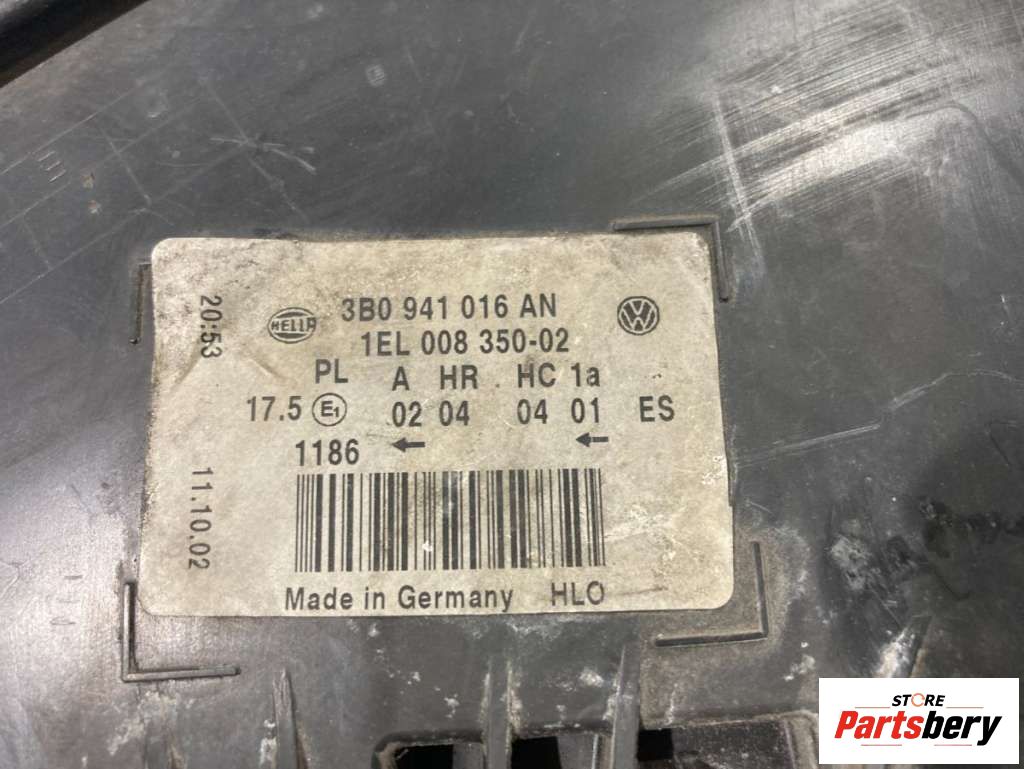 20:53
11.10.02
HELLA
3B0 941 016 AN
1EL 008 350-02
PL A HR HC 1a
17.5 E1 02 04 04 01 ES
1186 ← ←
Made in Germany HLO
STORE
Partsbery